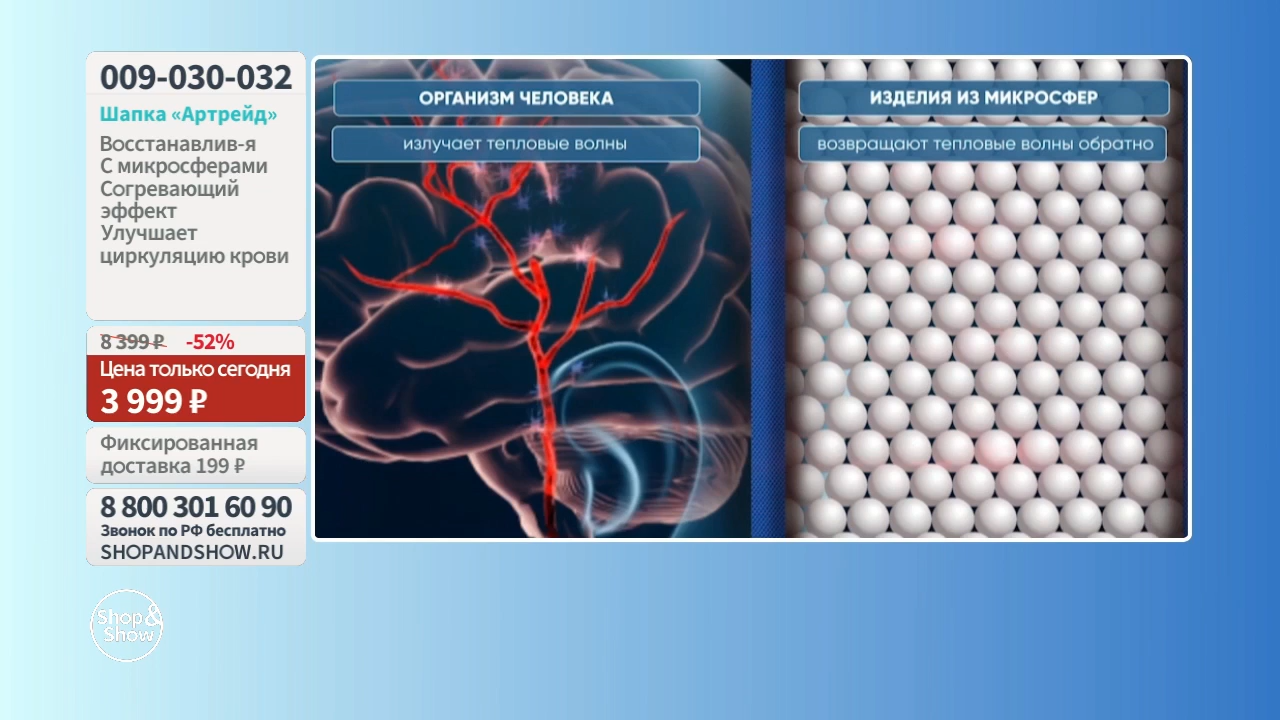 009-030-032
Шапка «Артрейд»
Восстанавлив-я
С микросферами
Согревающий
эффект
Улучшает
циркуляцию крови
8 399 ₽ -52%
Цена только сегодня
3 999 ₽
Фиксированная
доставка 199 ₽
8 800 301 60 90
Звонок по РФ бесплатно
SHOPANDSHOW.RU
Shop&
Show
ОРГАНИЗМ ЧЕЛОВЕКА
излучает тепловые волны
ИЗДЕЛИЯ ИЗ МИКРОСФЕР
возвращают тепловые волны обратно